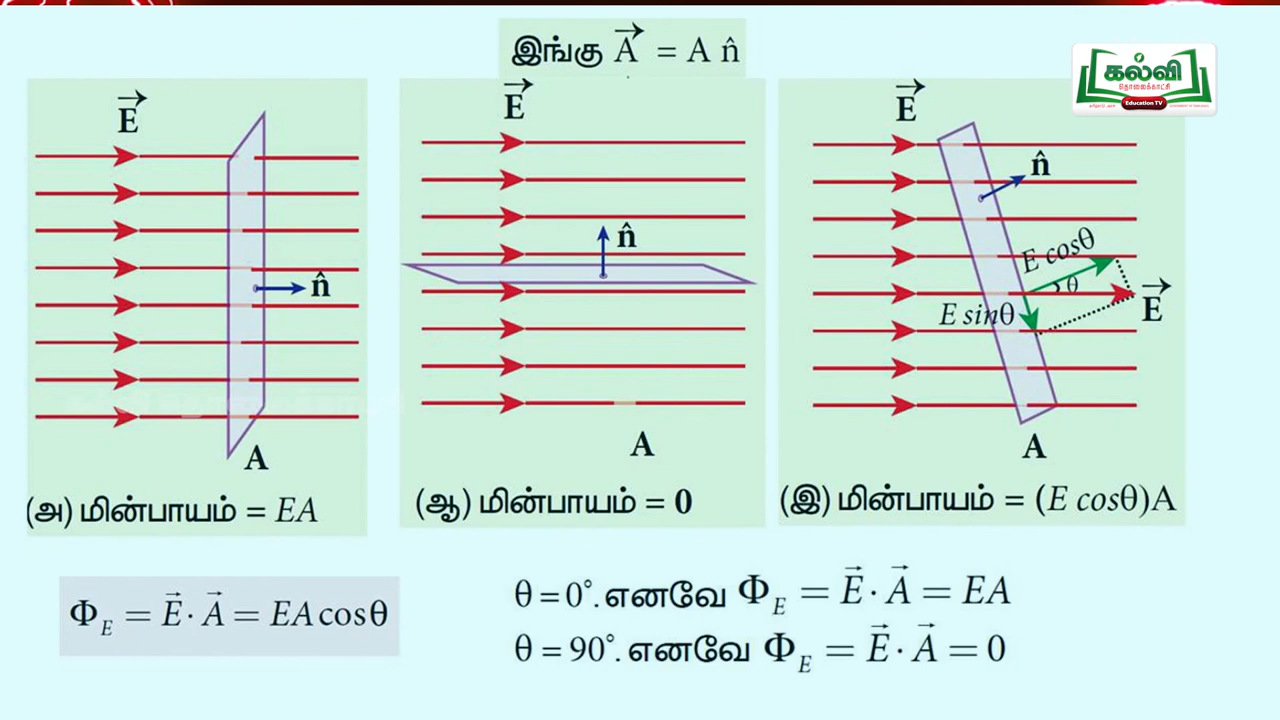 இங்கு A⃗ = A n̂
கல்வி
தொலைக்காட்சி
Education TV
E⃗
n̂
A
(அ) மின்பாயம் = EA
E⃗
n̂
A
(ஆ) மின்பாயம் = 0
E⃗
n̂
E cosθ
θ
E sinθ
E⃗
A
(இ) மின்பாயம் = (E cosθ)A
Φ_E = E⃗ · A⃗ = EA cosθ
θ = 0°. எனவே Φ_E = E⃗ · A⃗ = EA
θ = 90°. எனவே Φ_E = E⃗ · A⃗ = 0